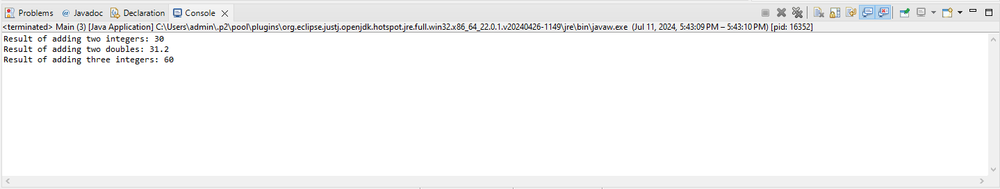 Problems @ Javadoc Declaration Console
<terminated> Main (3) [Java Application] C:\Users\admin\.p2\pool\plugins\org.eclipse.justj.openjdk.hotspot.jre.full.win32.x86_64_22.0.1.v20240426-1149\jre\bin\javaw.exe (Jul 11, 2024, 5:43:09 PM – 5:43:10 PM) [pid: 16352]
Result of adding two integers: 30
Result of adding two doubles: 31.2
Result of adding three integers: 60